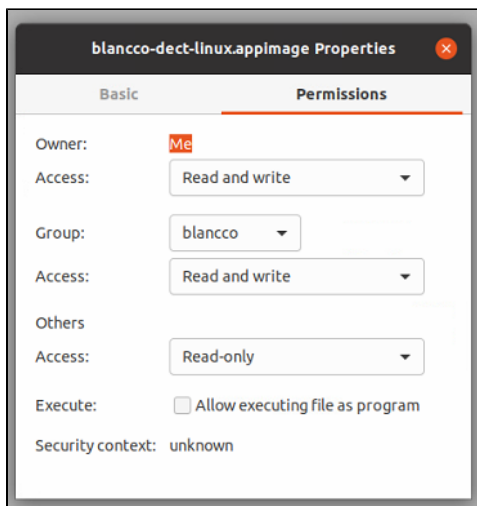 blancco-dect-linux.appimage Properties
Basic Permissions
Owner: Me
Access: Read and write
Group: blancco
Access: Read and write
Others
Access: Read-only
Execute: Allow executing file as program
Security context: unknown